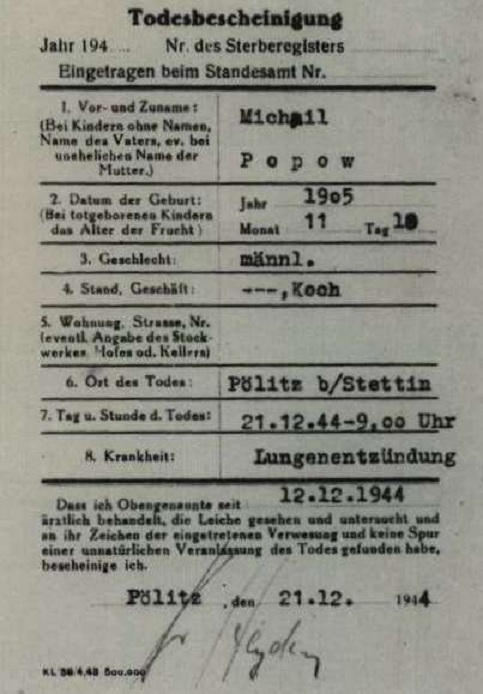 Todesbescheinigung
Jahr 194 Nr. des Sterberegisters
Eingetragen beim Standesamt Nr.
1. Vor- und Zuname:
(Bei Kindern ohne Namen,
Name des Vaters, ev. bei
unehelichen Name der
Mutter.)
Michail
Popow
2. Datum der Geburt:
(Bei totgeborenen Kindern
das Alter der Frucht)
Jahr 1905
Monat 11 Tag 18
3. Geschlecht: männl.
4. Stand, Geschäft: ---,Koch
5. Wohnung, Strasse, Nr.
(eventl. Angabe des Stock-
werkes, Hofes od. Kellers)
6. Ort des Todes: Pölitz b/Stettin
7. Tag u. Stunde d. Todes: 21.12.44-9,00 Uhr
8. Krankheit: Lungenentzündung
Dass ich Obengenannte seit 12.12.1944
ärztlich behandelt, die Leiche gesehen und untersucht und
an ihr Zeichen der eingetretenen Verwesung und keine Spur
einer unnatürlichen Veranlassung des Todes gefunden habe,
bescheinige ich.
Pölitz, den 21.12. 1944
KL 36/4.43 500.000